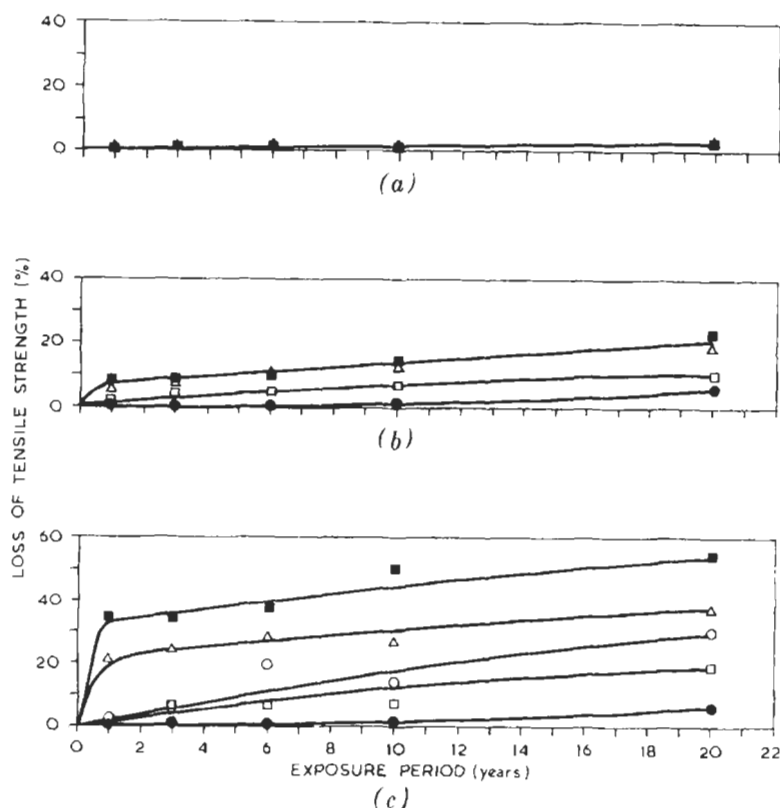 40
20
0
(a)
LOSS OF TENSILE STRENGTH (%)
40
20
0
(b)
60
40
20
0
0 2 4 6 8 10 12 14 16 18 20 22
EXPOSURE PERIOD (years)
(c)